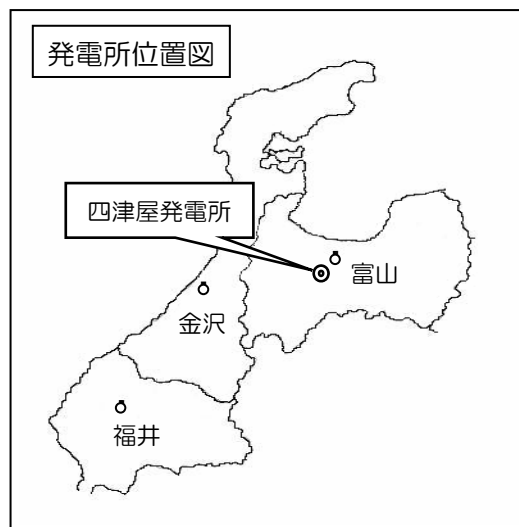 発電所位置図
四津屋発電所
富山
金沢
福井